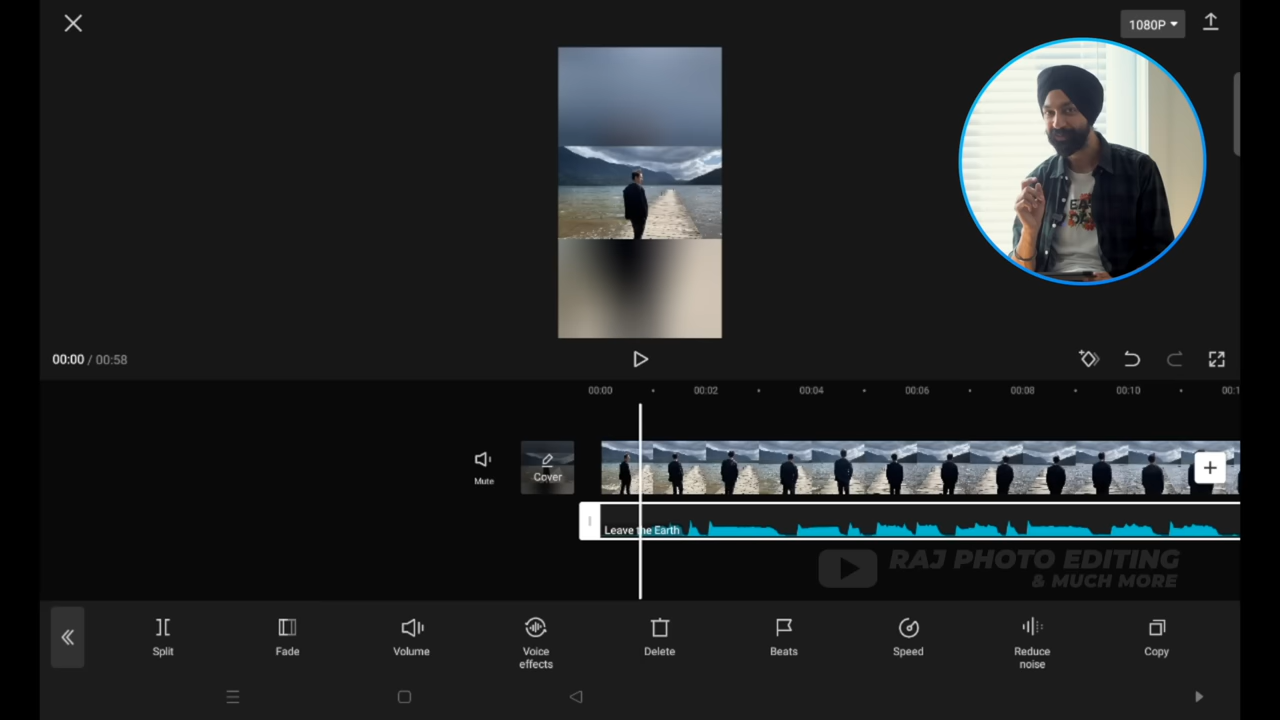 1080P
00:00 / 00:58
00:00 00:02 00:04 00:06 00:08 00:10
Mute
Cover
Leave the Earth
RAJ PHOTO EDITING
& MUCH MORE
Split
Fade
Volume
Voice
effects
Delete
Beats
Speed
Reduce
noise
Copy